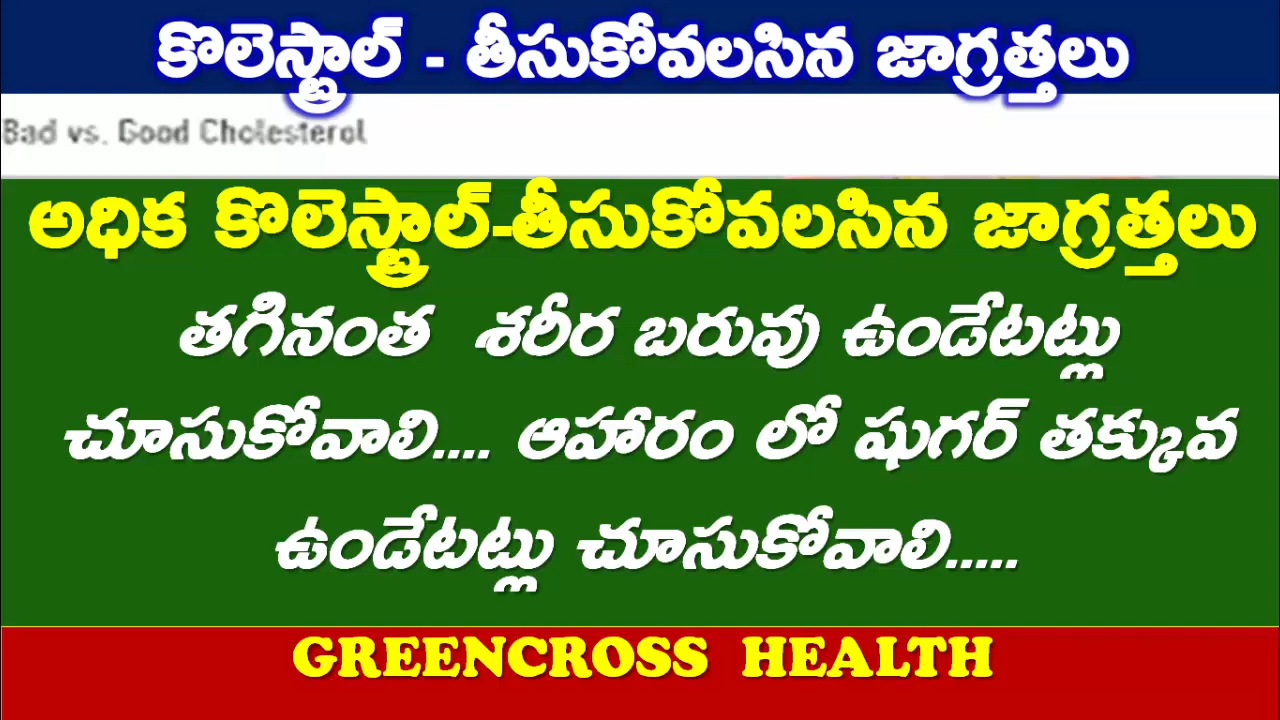 కొలెస్ట్రాల్ - తీసుకోవలసిన జాగ్రత్తలు
Bad vs. Good Cholesterol
అధిక కొలెస్ట్రాల్-తీసుకోవలసిన జాగ్రత్తలు
తగినంత శరీర బరువు ఉండేటట్లు
చూసుకోవాలి.... ఆహారం లో షుగర్ తక్కువ
ఉండేటట్లు చూసుకోవాలి.....
GREENCROSS HEALTH